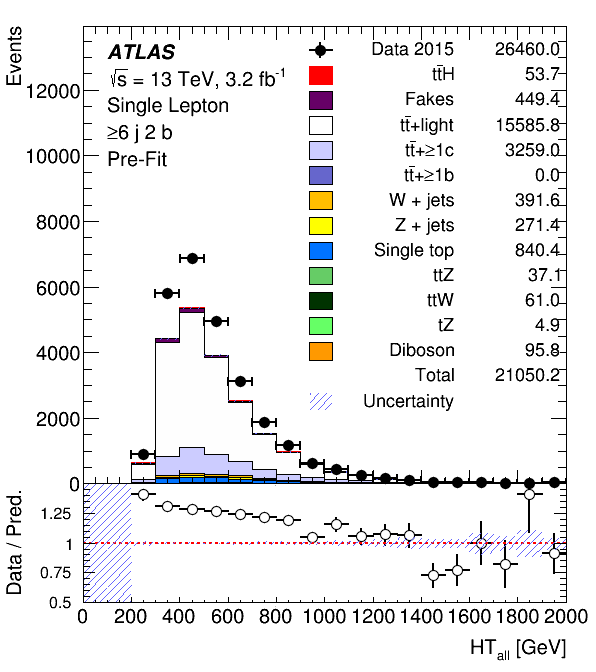 Events
ATLAS
√s = 13 TeV, 3.2 fb⁻¹
Single Lepton
≥6 j 2 b
Pre-Fit
Data 2015 26460.0
tt̄H 53.7
Fakes 449.4
tt̄+light 15585.8
tt̄+≥1c 3259.0
tt̄+≥1b 0.0
W + jets 391.6
Z + jets 271.4
Single top 840.4
ttZ 37.1
ttW 61.0
tZ 4.9
Diboson 95.8
Total 21050.2
Uncertainty
12000
10000
8000
6000
4000
2000
0
Data / Pred.
1.25
1
0.75
0.5
0 200 400 600 800 1000 1200 1400 1600 1800 2000
HT_all [GeV]